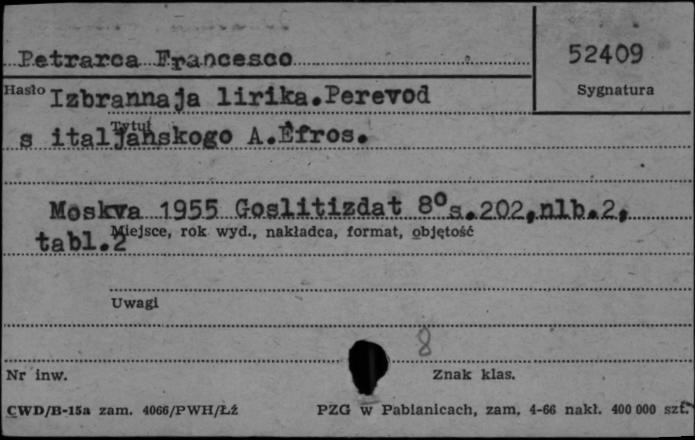 Petrarca Francesco
52409
Hasło
Sygnatura
Izbrannaja lirika.Perevod
Tytuł
s italjanskogo A.Èfros.
Moskva 1955 Goslitizdat 8°s.202,nlb.2,
tabl.2
Miejsce, rok wyd., nakładca, format, objętość
Uwagi
8
Nr inw.
Znak klas.
CWD/B-15a zam. 4066/PWH/Łź
PZG w Pabianicach, zam. 4-66 nakł. 400 000 szt.